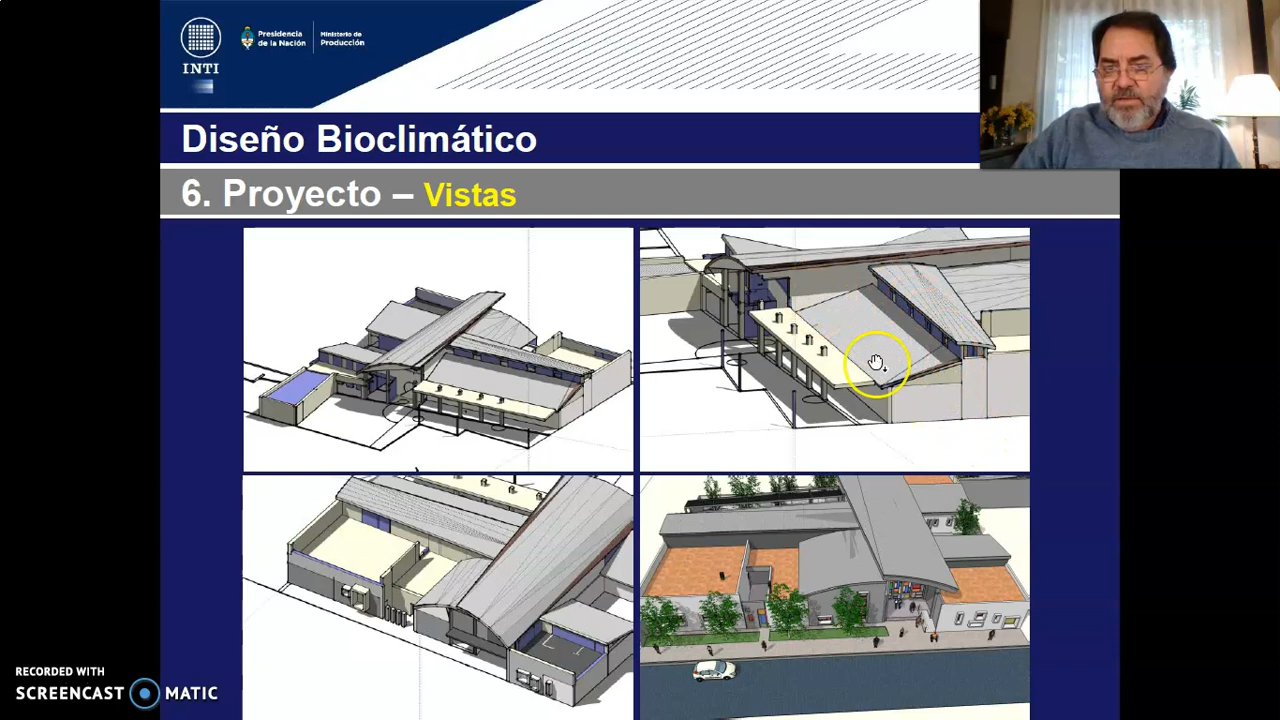 INTI
Presidencia
de la Nación
Ministerio de
Producción
Diseño Bioclimático
6. Proyecto – Vistas
RECORDED WITH
SCREENCAST MATIC